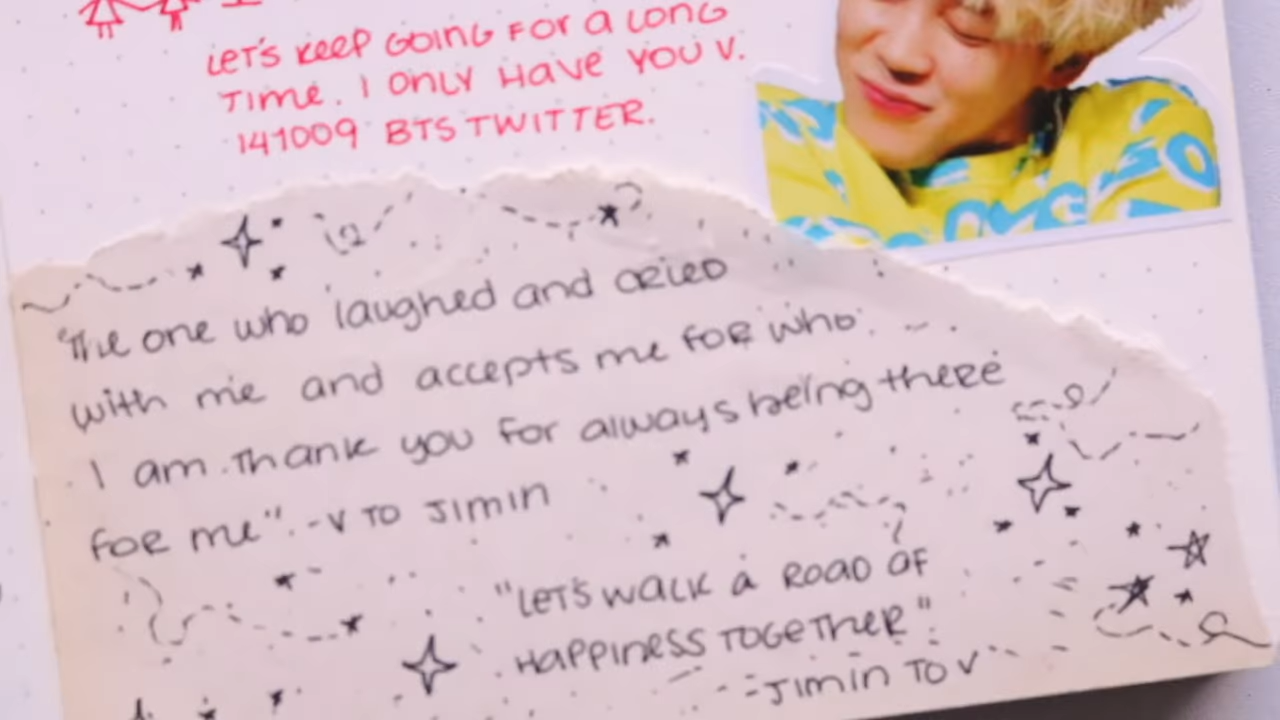 LET'S KEEP GOING FOR A LONG
TIME. I ONLY HAVE YOU V.
141009 BTS TWITTER.
"The one who laughed and cried
with me and accepts me for who
I am. Thank you for always being there
for me". -V TO JIMIN
"LET'S WALK A ROAD OF
HAPPINESS TOGETHER"
-JIMIN TO V